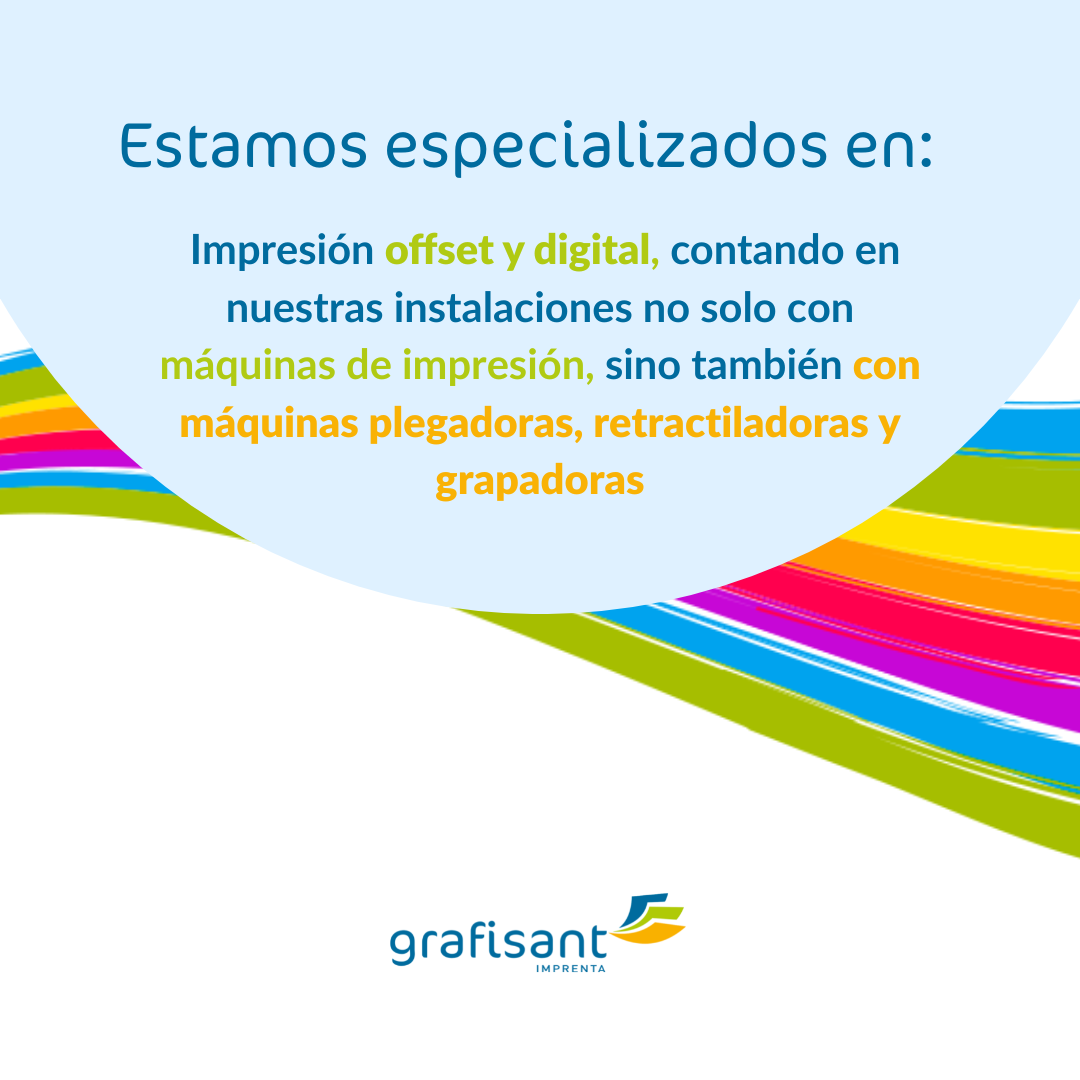 Estamos especializados en:
Impresión offset y digital, contando en
nuestras instalaciones no solo con
máquinas de impresión, sino también con
máquinas plegadoras, retractiladoras y
grapadoras
grafisant
IMPRENTA